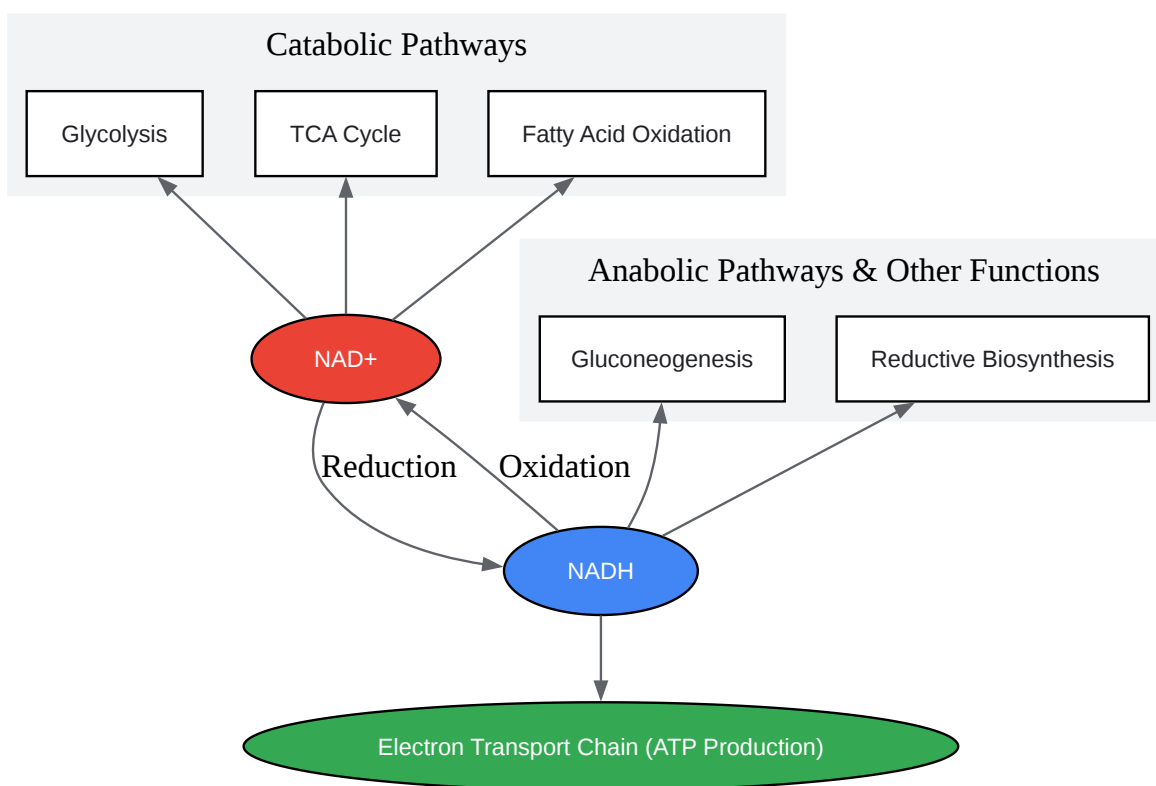 Catabolic Pathways
Glycolysis
TCA Cycle
Fatty Acid Oxidation
Anabolic Pathways & Other Functions
NAD+
Gluconeogenesis
Reductive Biosynthesis
Reduction
Oxidation
NADH
Electron Transport Chain (ATP Production)